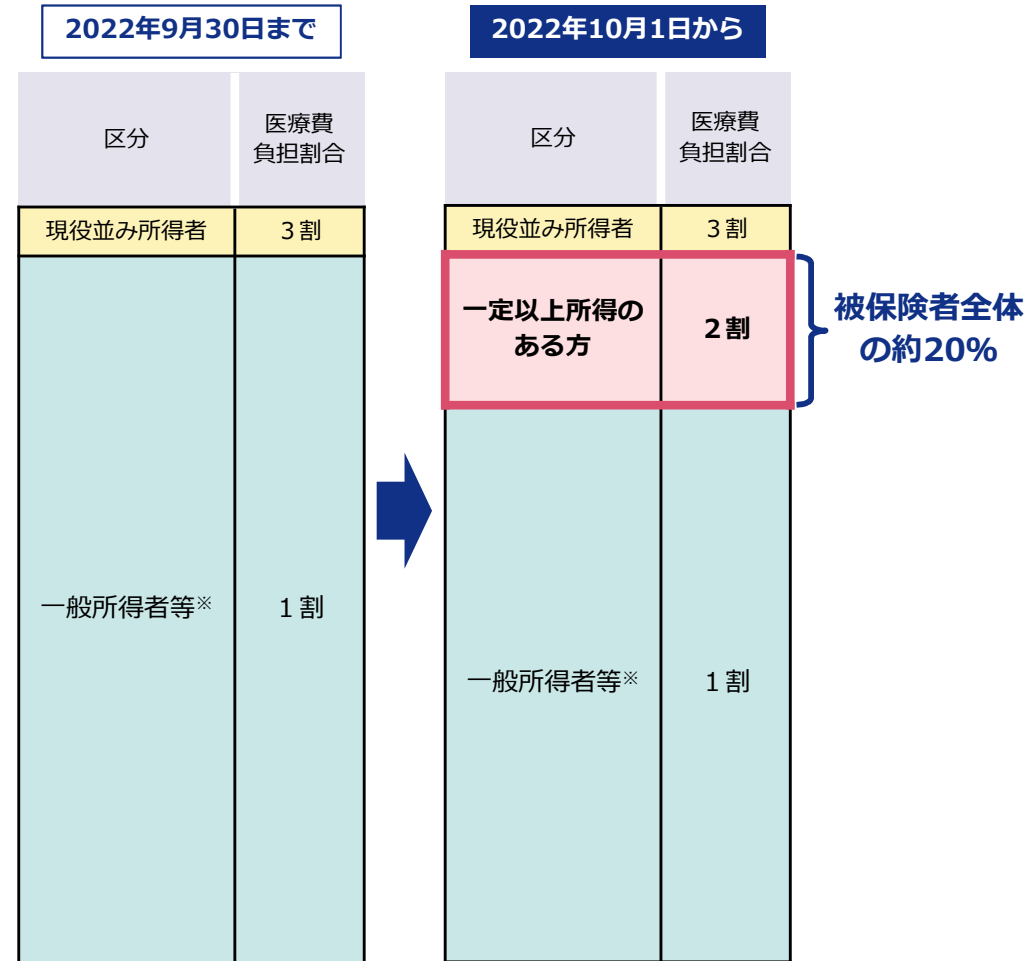 2022年9月30日まで
区分
医療費
負担割合
現役並み所得者
3割
一般所得者等※
1割
2022年10月1日から
区分
医療費
負担割合
現役並み所得者
3割
一定以上所得の
ある方
2割
被保険者全体
の約20%
一般所得者等※
1割